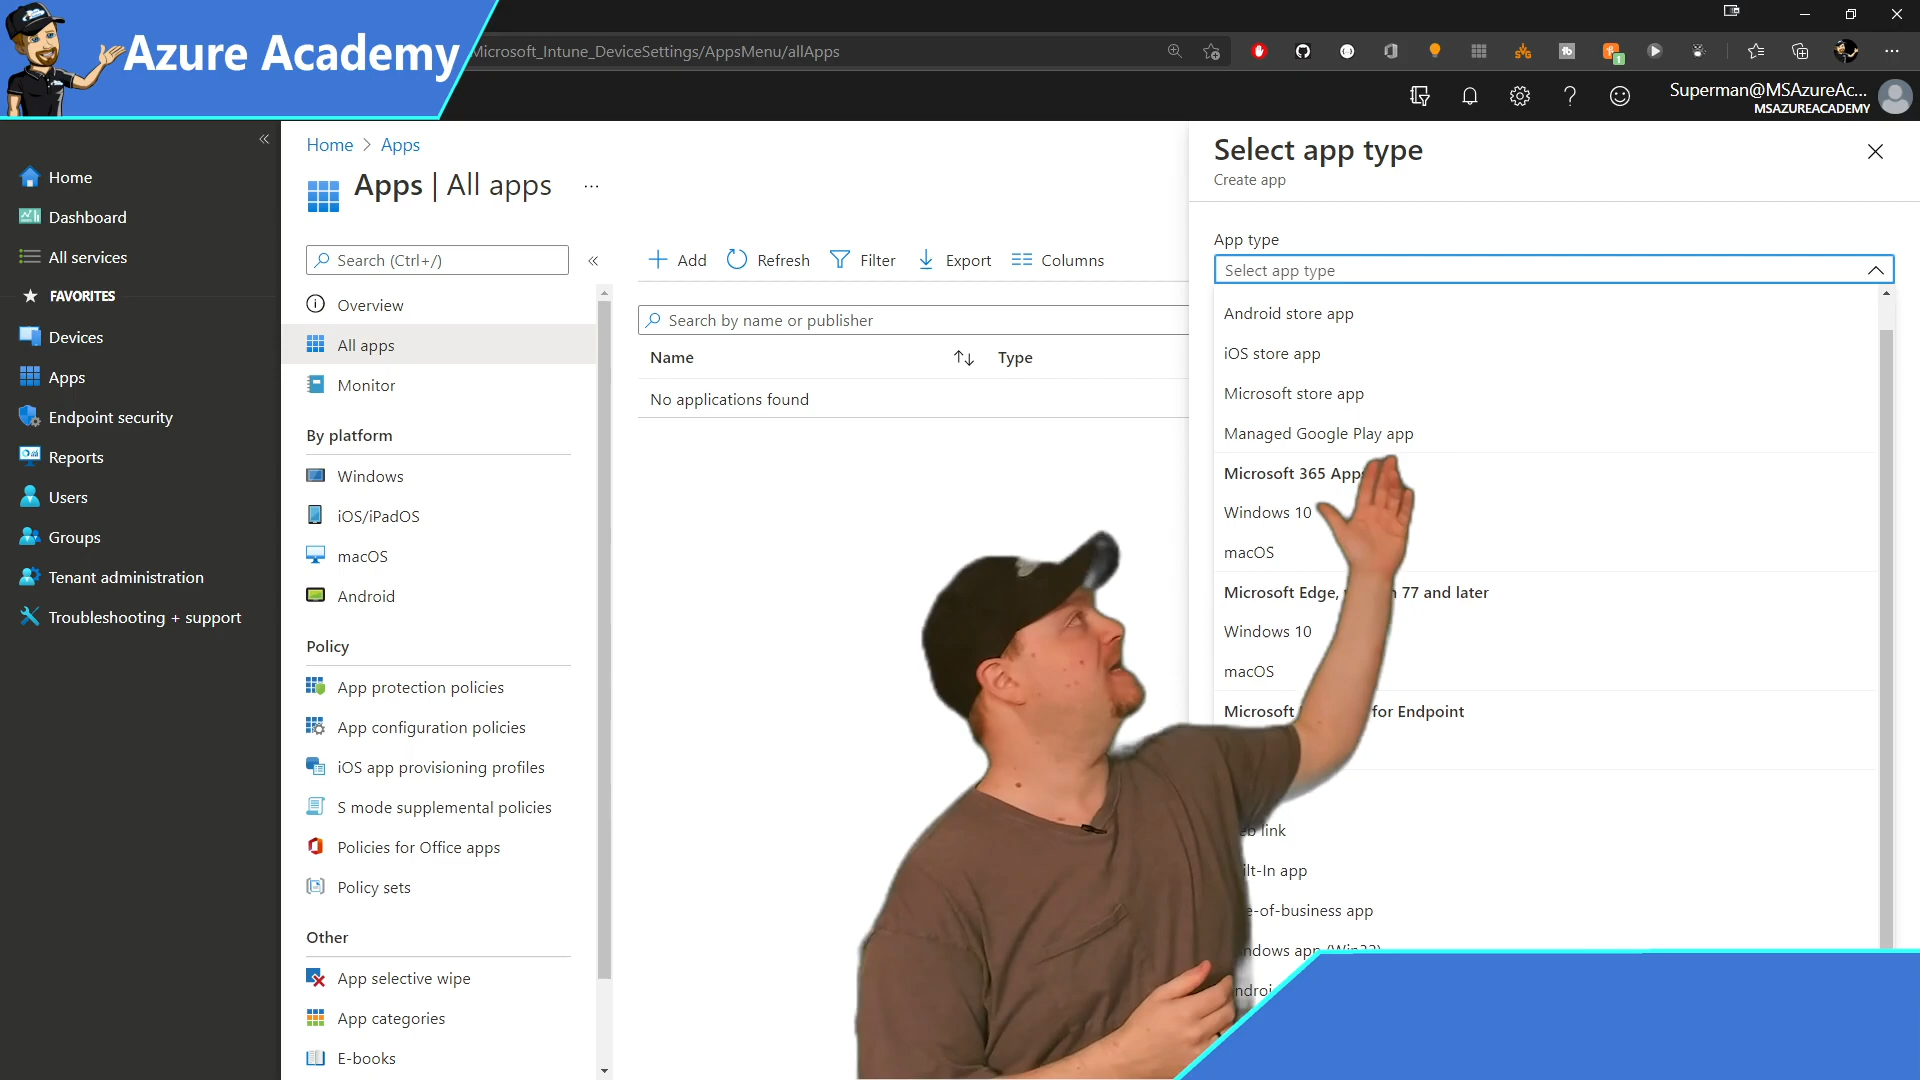 Azure Academy
Microsoft_Intune_DeviceSettings/AppsMenu/allApps
1
Superman@MSAzureAc...
MSAZUREACADEMY
Home
Dashboard
All services
FAVORITES
Devices
Apps
Endpoint security
Reports
Users
Groups
Tenant administration
Troubleshooting + support
Home > Apps
Apps | All apps ...
Search (Ctrl+/)
Overview
All apps
Monitor
By platform
Windows
iOS/iPadOS
macOS
Android
Policy
App protection policies
App configuration policies
iOS app provisioning profiles
S mode supplemental policies
Policies for Office apps
Policy sets
Other
App selective wipe
App categories
E-books
Add Refresh Filter Export Columns
Search by name or publisher
Name Type
No applications found
Select app type
Create app
App type
Select app type
Android store app
iOS store app
Microsoft store app
Managed Google Play app
Microsoft 365 Apps
Windows 10
macOS
Microsoft Edge, 77 and later
Windows 10
macOS
Microsoft for Endpoint
link
app
-of-business app
app